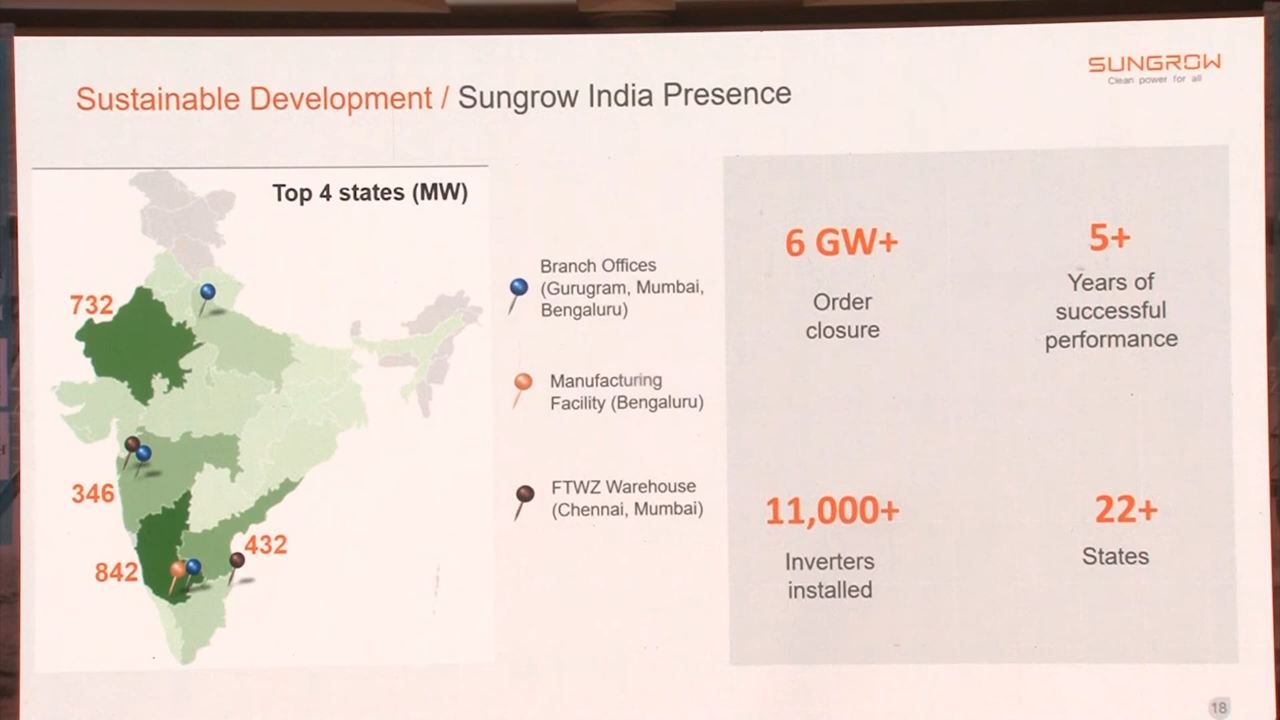 SUNGROW
Clean power for all
Sustainable Development / Sungrow India Presence
Top 4 states (MW)
732
346
842
432
Branch Offices
(Gurugram, Mumbai,
Bengaluru)
Manufacturing
Facility (Bengaluru)
FTWZ Warehouse
(Chennai, Mumbai)
6 GW+
Order
closure
5+
Years of
successful
performance
11,000+
Inverters
installed
22+
States
18